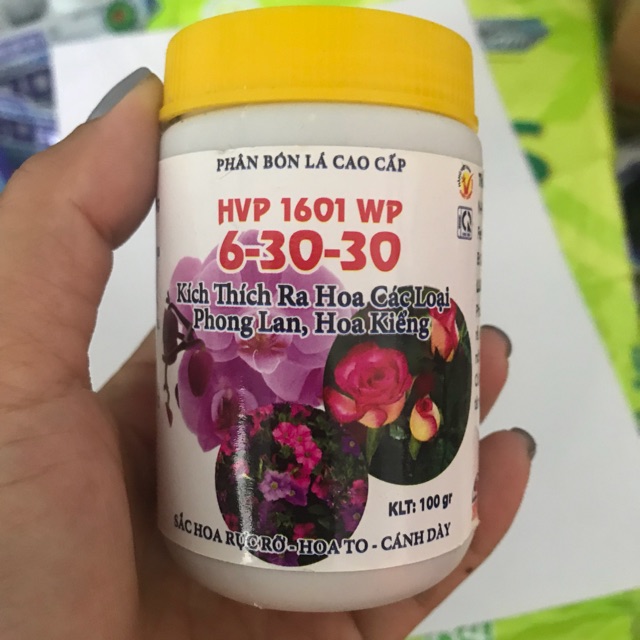 PHÂN BÓN LÁ CAO CẤP
HVP 1601 WP
6-30-30
Kích Thích Ra Hoa Các Loại
Phong Lan, Hoa Kiểng
KLT: 100 gr
SẮC HOA RỰC RỠ - HOA TO - CÁNH DÀY